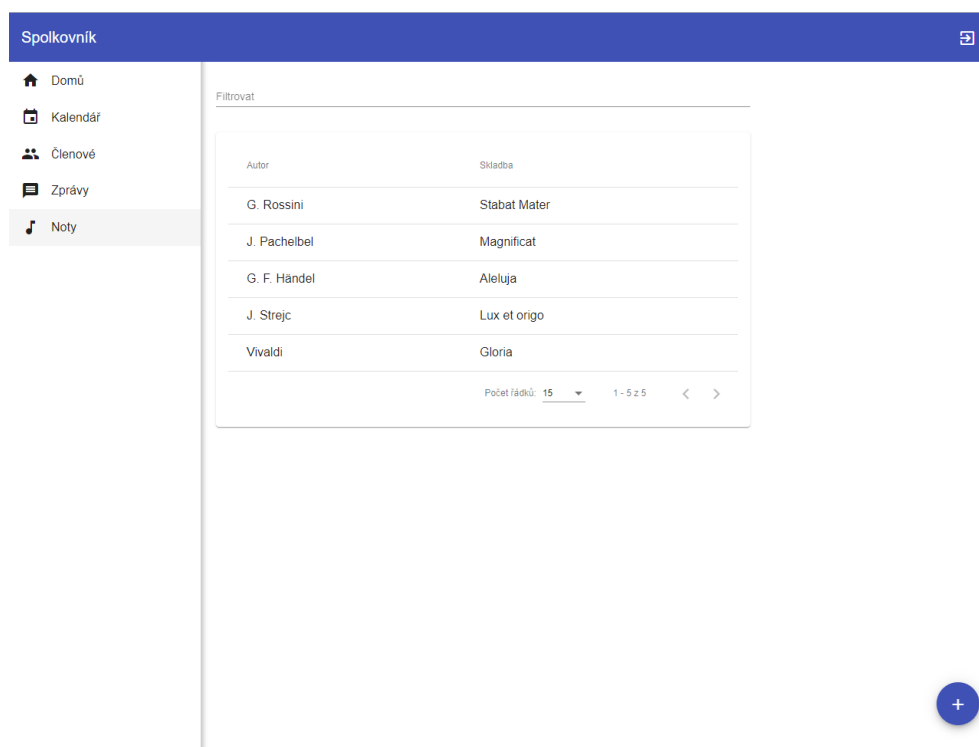 Spolkovník
Domů
Kalendář
Členové
Zprávy
Noty
Filtrovat
Autor Skladba
G. Rossini Stabat Mater
J. Pachelbel Magnificat
G. F. Händel Aleluja
J. Strejc Lux et origo
Vivaldi Gloria
Počet řádků: 15 1 - 5 z 5